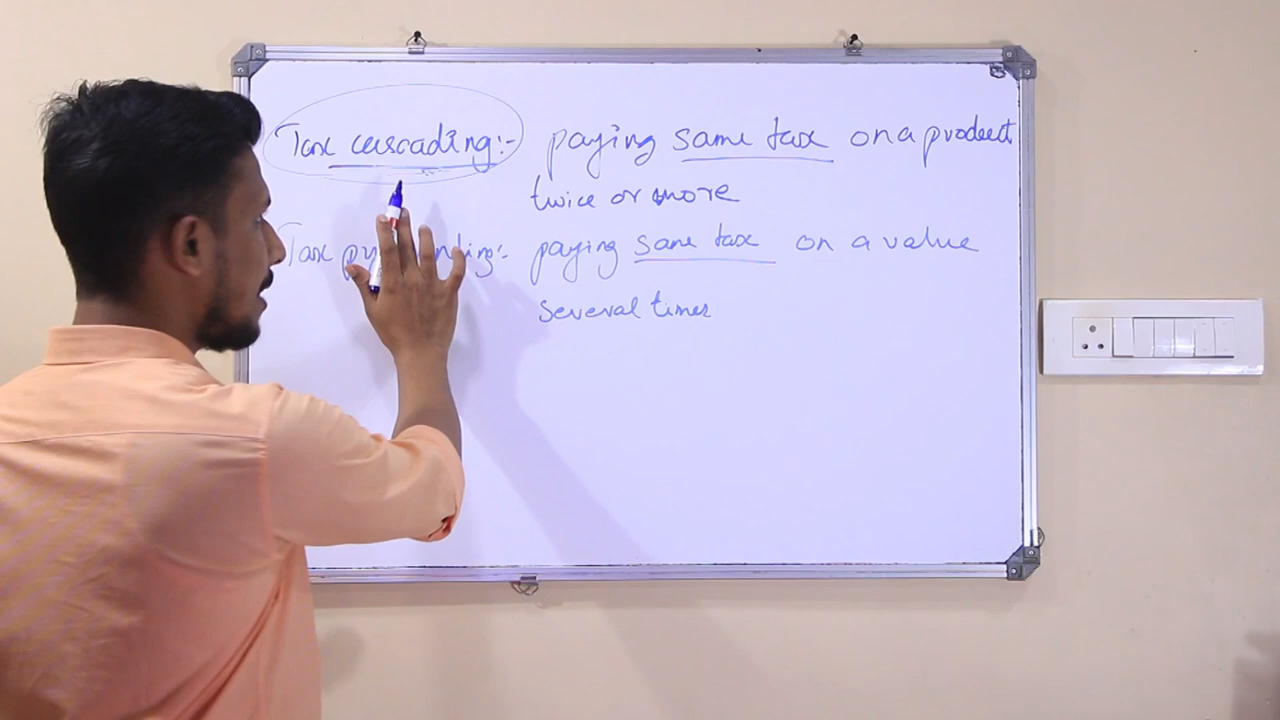 Tax cascading:- paying same tax on a product
twice or more
Tax paying same tax on a value
several times